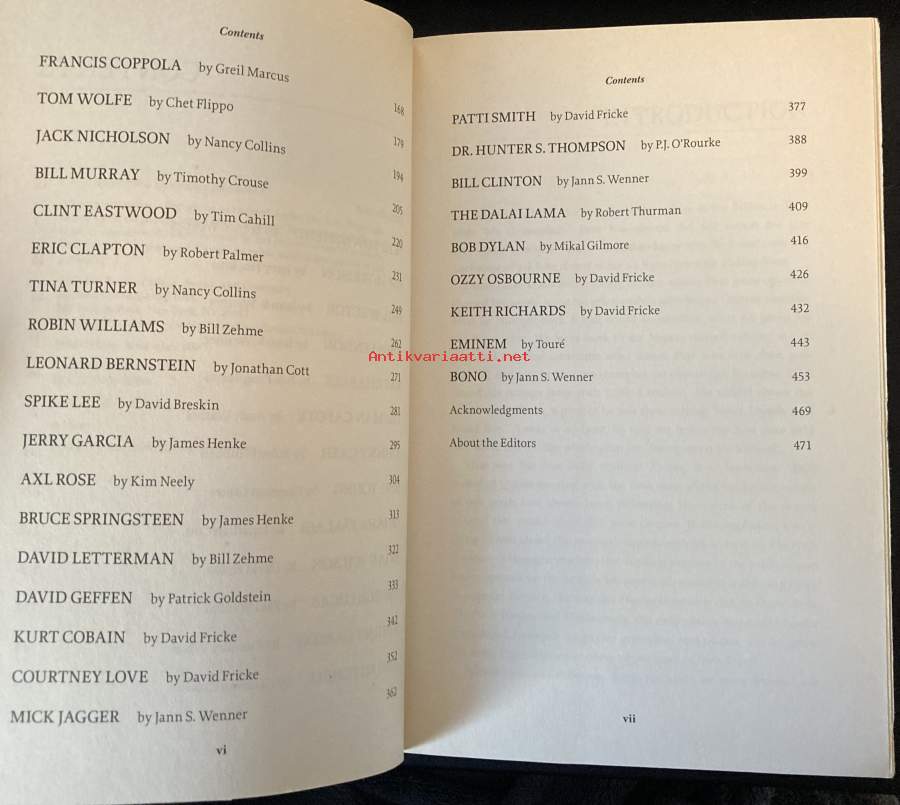 Contents
FRANCIS COPPOLA by Greil Marcus 168
TOM WOLFE by Chet Flippo 179
JACK NICHOLSON by Nancy Collins 194
BILL MURRAY by Timothy Crouse 205
CLINT EASTWOOD by Tim Cahill 220
ERIC CLAPTON by Robert Palmer 231
TINA TURNER by Nancy Collins 249
ROBIN WILLIAMS by Bill Zehme 262
LEONARD BERNSTEIN by Jonathan Cott 271
SPIKE LEE by David Breskin 281
JERRY GARCIA by James Henke 295
AXL ROSE by Kim Neely 304
BRUCE SPRINGSTEEN by James Henke 313
DAVID LETTERMAN by Bill Zehme 322
DAVID GEFFEN by Patrick Goldstein 333
KURT COBAIN by David Fricke 342
COURTNEY LOVE by David Fricke 352
MICK JAGGER by Jann S. Wenner 362
vi
Contents
PATTI SMITH by David Fricke 377
DR. HUNTER S. THOMPSON by P.J. O'Rourke 388
BILL CLINTON by Jann S. Wenner 399
THE DALAI LAMA by Robert Thurman 409
BOB DYLAN by Mikal Gilmore 416
OZZY OSBOURNE by David Fricke 426
KEITH RICHARDS by David Fricke 432
EMINEM by Touré 443
BONO by Jann S. Wenner 453
Acknowledgments 469
About the Editors 471
vii
Antikvariaatti.net